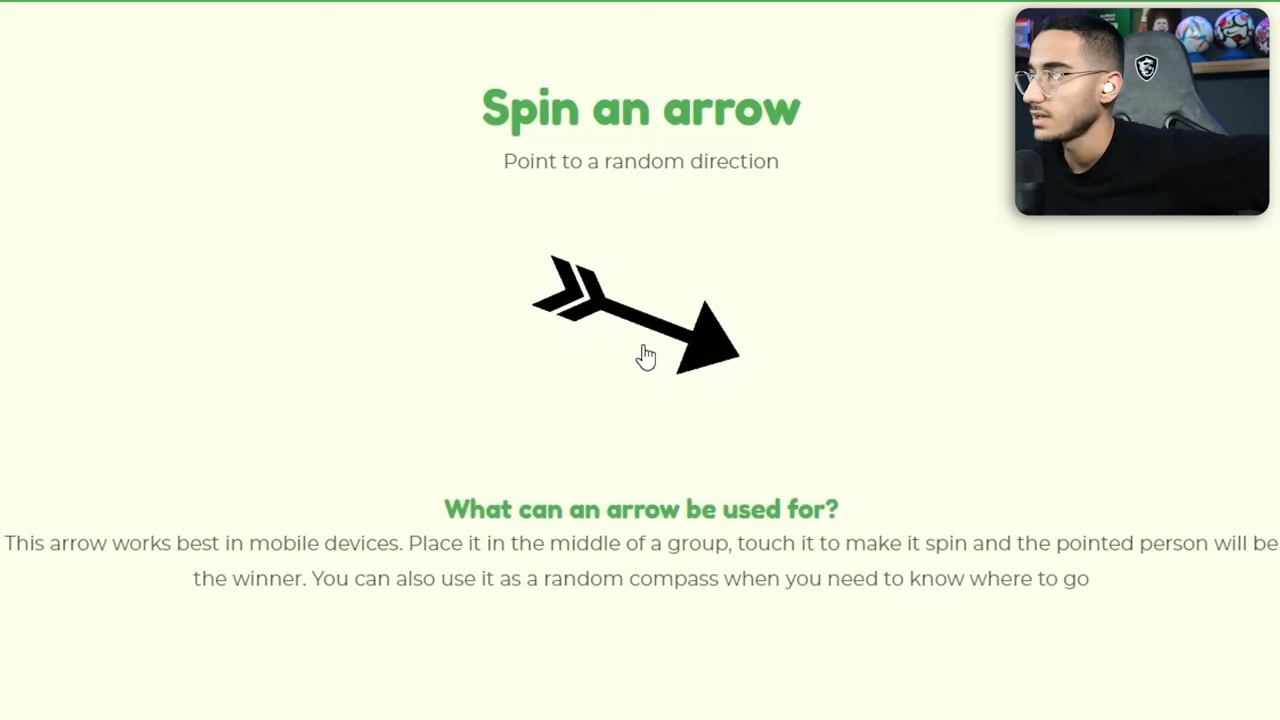 Spin an arrow
Point to a random direction
What can an arrow be used for?
This arrow works best in mobile devices. Place it in the middle of a group, touch it to make it spin and the pointed person will be
the winner. You can also use it as a random compass when you need to know where to go